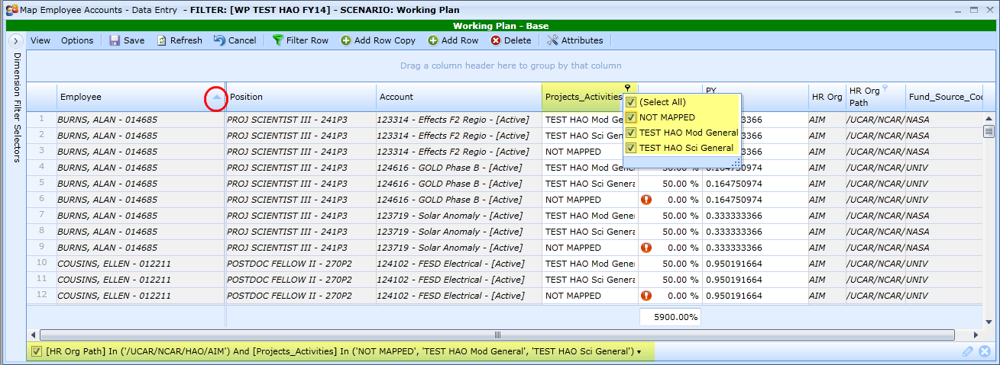 Map Employee Accounts - Data Entry - FILTER: [WP TEST HAO FY14] - SCENARIO: Working Plan
Working Plan - Base
View Options Save Refresh Cancel Filter Row Add Row Copy Add Row Delete Attributes
Dimension Filter Selectors
Drag a column header here to group by that column
Employee Position Account Projects_Activities PY HR Org HR Org Path Fund_Source_Co
(Select All)
NOT MAPPED
TEST HAO Mod General
TEST HAO Sci General
1 BURNS, ALAN - 014685 PROJ SCIENTIST III - 241P3 123314 - Effects F2 Regio - [Active] TEST HAO Mod Ge 3366 AIM /UCAR/NCAR/ NASA
2 BURNS, ALAN - 014685 PROJ SCIENTIST III - 241P3 123314 - Effects F2 Regio - [Active] TEST HAO Sci Gen 3366 AIM /UCAR/NCAR/ NASA
3 BURNS, ALAN - 014685 PROJ SCIENTIST III - 241P3 123314 - Effects F2 Regio - [Active] NOT MAPPED 3366 AIM /UCAR/NCAR/ NASA
4 BURNS, ALAN - 014685 PROJ SCIENTIST III - 241P3 124616 - GOLD Phase B - [Active] TEST HAO Mod Gene 50.00 % 0.164750974 AIM /UCAR/NCAR/ UNIV
5 BURNS, ALAN - 014685 PROJ SCIENTIST III - 241P3 124616 - GOLD Phase B - [Active] TEST HAO Sci Genera 50.00 % 0.164750974 AIM /UCAR/NCAR/ UNIV
6 BURNS, ALAN - 014685 PROJ SCIENTIST III - 241P3 124616 - GOLD Phase B - [Active] NOT MAPPED 0.00 % 0.164750974 AIM /UCAR/NCAR/ UNIV
7 BURNS, ALAN - 014685 PROJ SCIENTIST III - 241P3 123719 - Solar Anomaly - [Active] TEST HAO Mod Gene 50.00 % 0.333333366 AIM /UCAR/NCAR/ NASA
8 BURNS, ALAN - 014685 PROJ SCIENTIST III - 241P3 123719 - Solar Anomaly - [Active] TEST HAO Sci Genera 50.00 % 0.333333366 AIM /UCAR/NCAR/ NASA
9 BURNS, ALAN - 014685 PROJ SCIENTIST III - 241P3 123719 - Solar Anomaly - [Active] NOT MAPPED 0.00 % 0.333333366 AIM /UCAR/NCAR/ NASA
10 COUSINS, ELLEN - 012211 POSTDOC FELLOW II - 270P2 124102 - FESD Electrical - [Active] TEST HAO Mod Gene 50.00 % 0.950191664 AIM /UCAR/NCAR/ UNIV
11 COUSINS, ELLEN - 012211 POSTDOC FELLOW II - 270P2 124102 - FESD Electrical - [Active] TEST HAO Sci Genera 50.00 % 0.950191664 AIM /UCAR/NCAR/ UNIV
12 COUSINS, ELLEN - 012211 POSTDOC FELLOW II - 270P2 124102 - FESD Electrical - [Active] NOT MAPPED 0.00 % 0.950191664 AIM /UCAR/NCAR/ UNIV
5900.00%
[HR Org Path] In ('/UCAR/NCAR/HAO/AIM') And [Projects_Activities] In ('NOT MAPPED', 'TEST HAO Mod General', 'TEST HAO Sci General')